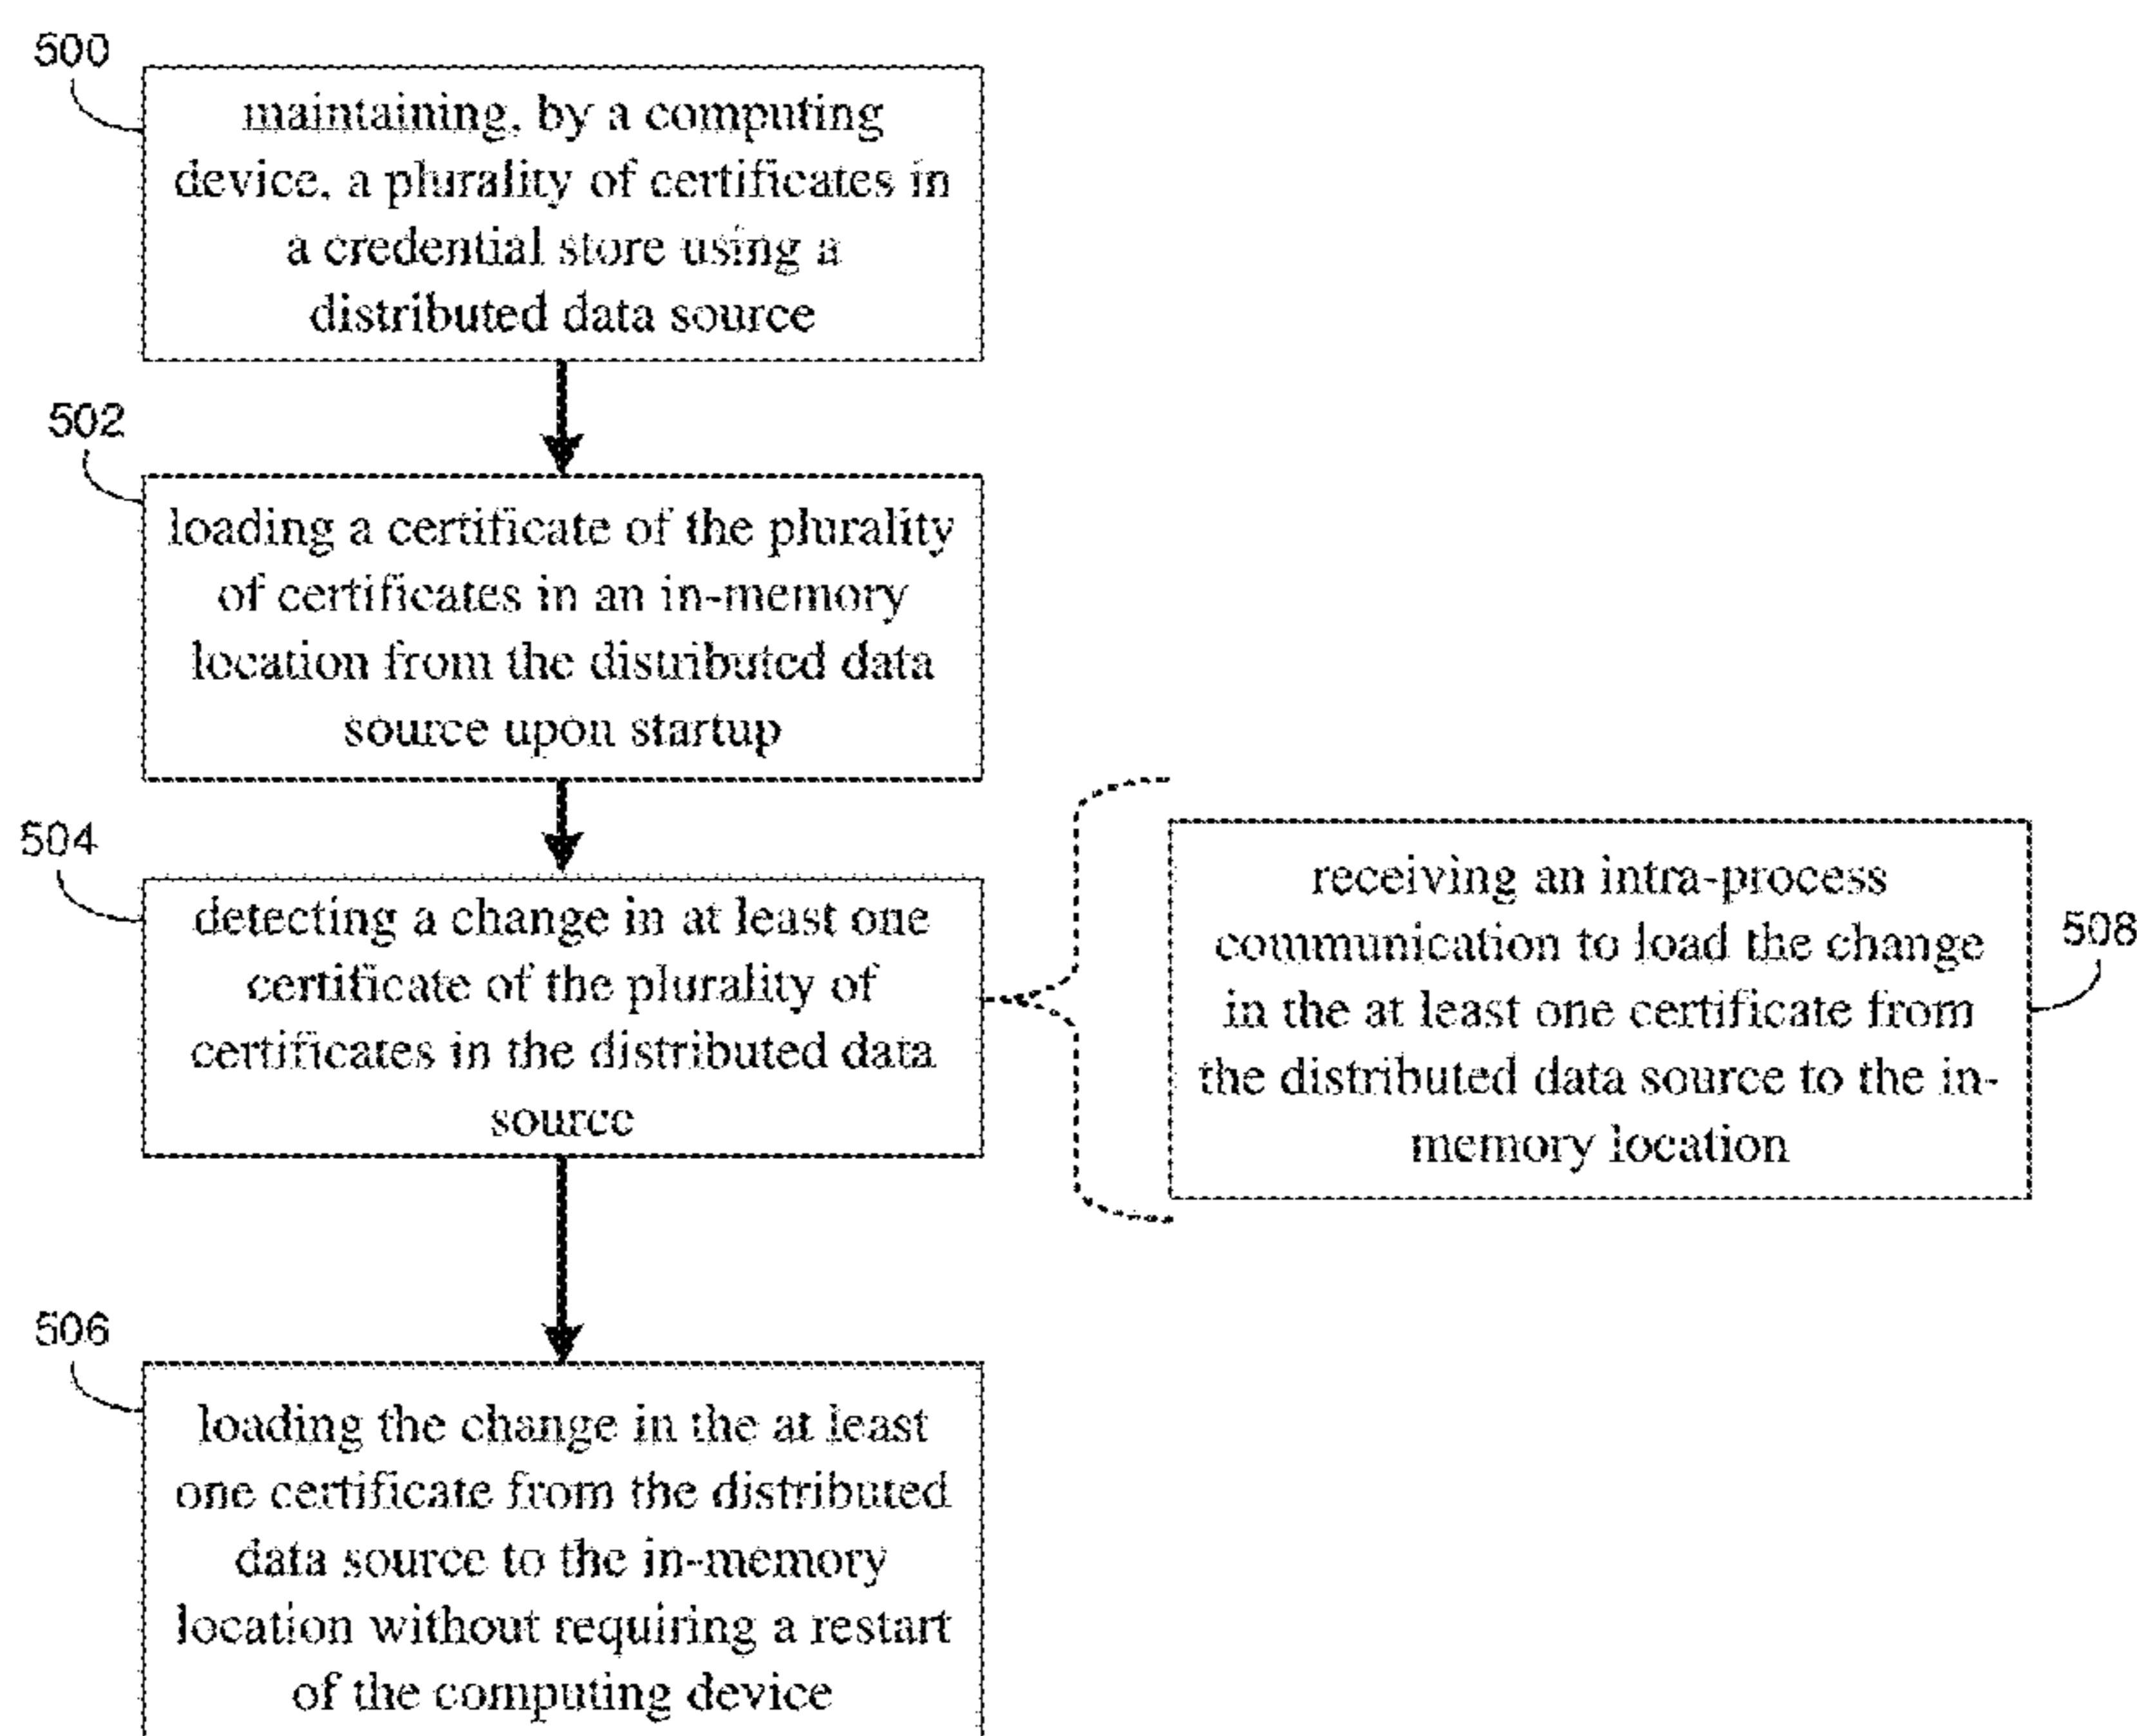 500
maintaining, by a computing
device, a plurality of certificates in
a credential store using a
distributed data source
502
loading a certificate of the plurality
of certificates in an in-memory
location from the distributed data
source upon startup
504
detecting a change in at least one
certificate of the plurality of
certificates in the distributed data
source
receiving an intra-process
communication to load the change
in the at least one certificate from
the distributed data source to the in-
memory location
508
506
loading the change in the at least
one certificate from the distributed
data source to the in-memory
location without requiring a restart
of the computing device